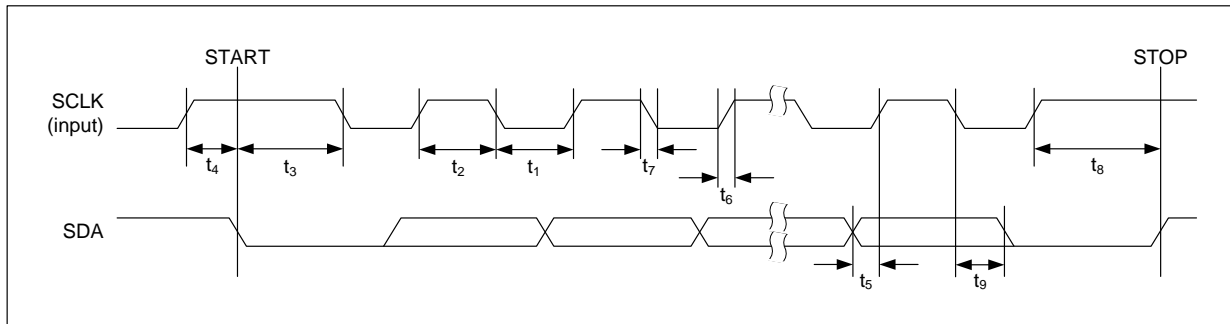 START
STOP
SCLK
(input)
t4
t3
t2
t1
t7
t6
t8
SDA
t5
t9